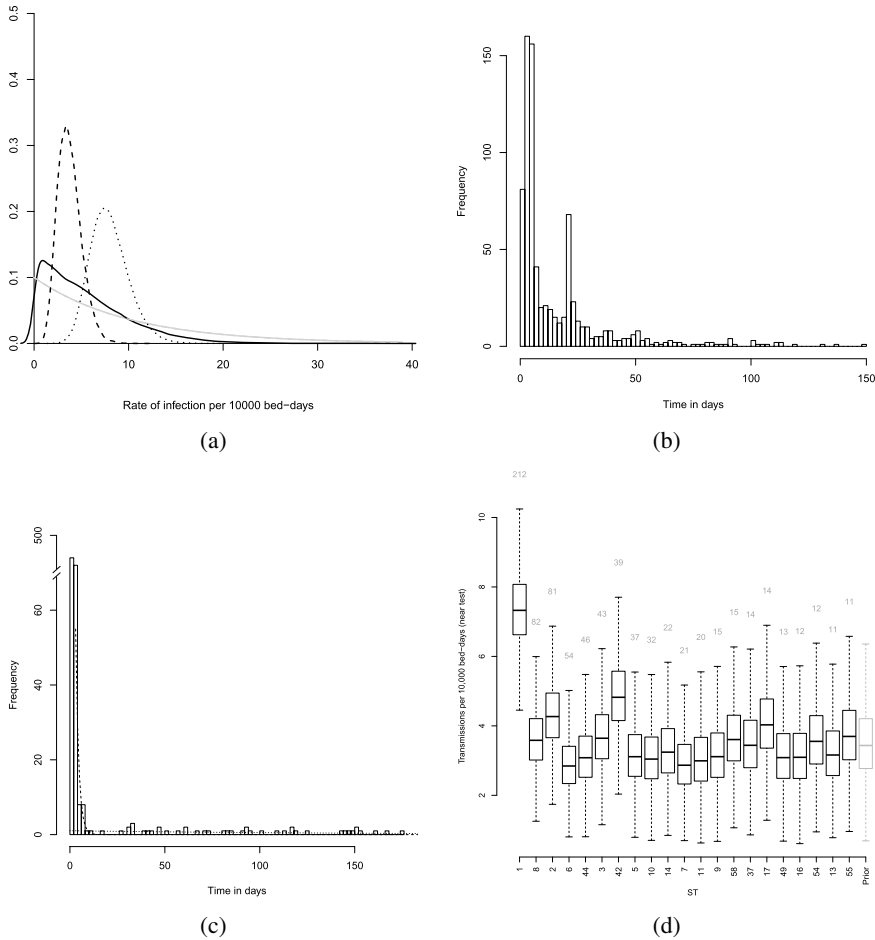 0.5
0.4
0.3
0.2
0.1
0.0
0 10 20 30 40
Rate of infection per 10000 bed−days
(a)
150
100
50
0
Frequency
0 50 100 150
Time in days
(b)
500
60
40
20
0
Frequency
0 50 100 150
Time in days
(c)
10
8
6
4
2
Transmissions per 10,000 bed−days (near test)
212 82 81 54 46 43 39 37 32 22 21 20 15 15 14 14 13 12 12 11 11
1 8 2 6 44 3 42 5 10 14 7 11 9 58 37 17 49 16 54 13 55 Prior
ST
(d)